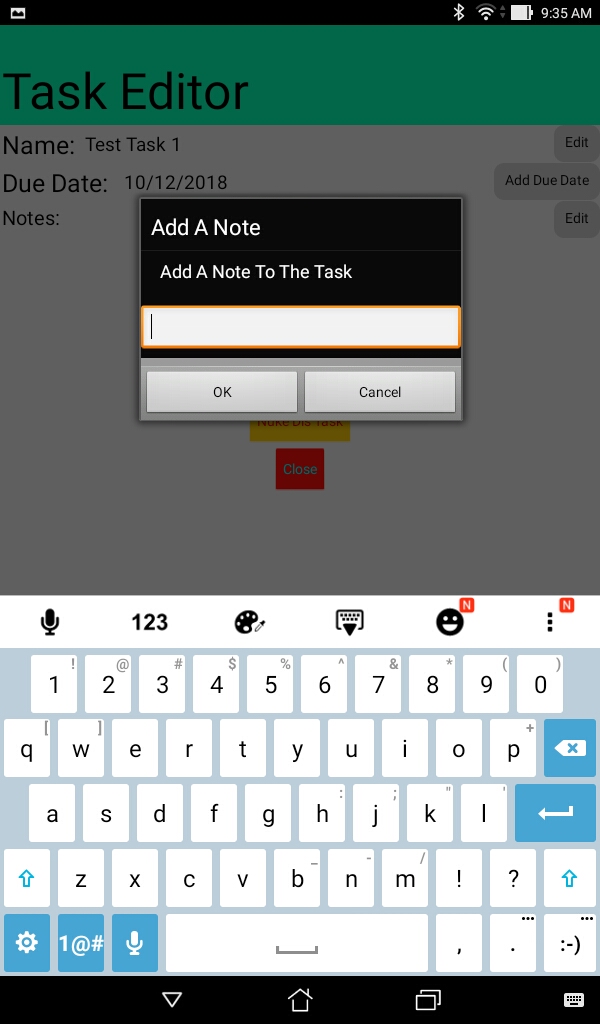 9:35 AM
Task Editor
Name: Test Task 1 Edit
Due Date: 10/12/2018 Add Due Date
Notes: Edit
Add A Note
Add A Note To The Task
OK Cancel
Nuke Dis Task
Close
123 N N
! @ # $ % ^ & * ( )
1 2 3 4 5 6 7 8 9 0
[ ] +
q w e r t y u i o p
: ; " '
a s d f g h j k l
_ - /
z x c v b n m ! ?
1@# , . :-)